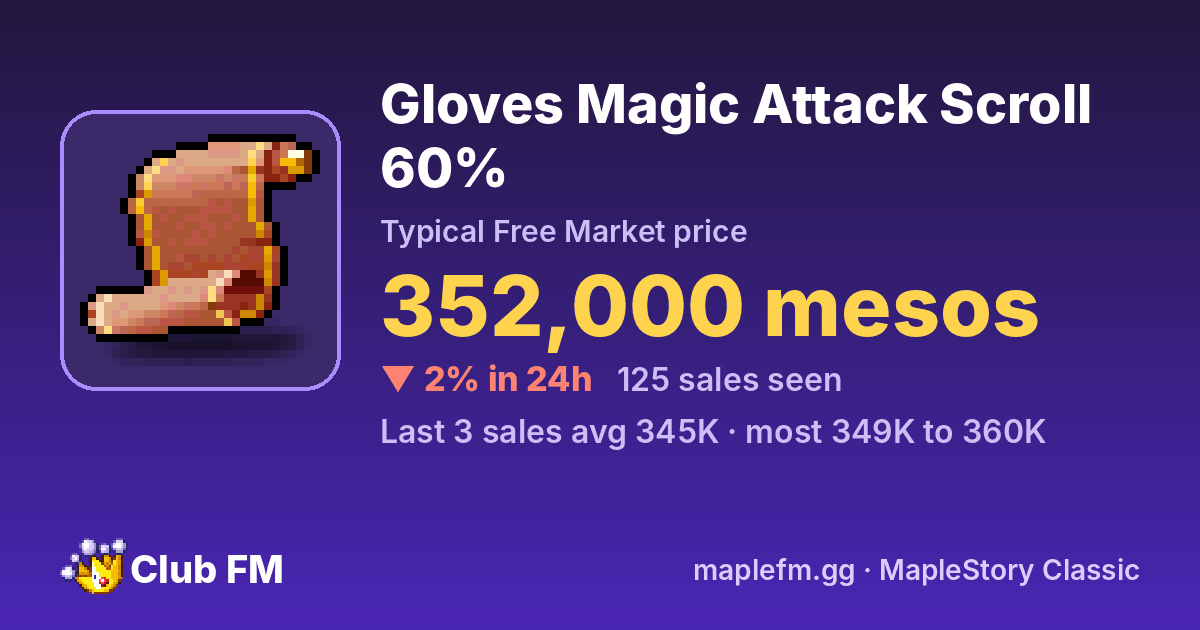 Gloves Magic Attack Scroll
60%
Typical Free Market price
352,000 mesos
▼ 2% in 24h 125 sales seen
Last 3 sales avg 345K · most 349K to 360K
Club FM
maplefm.gg · MapleStory Classic